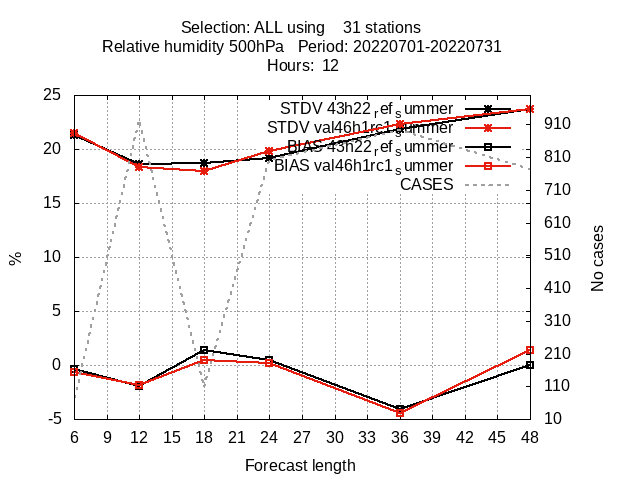 Selection: ALL using    31 stations
Relative humidity 500hPa   Period: 20220701-20220731
Hours:  12
STDV 43h22_ref_summer
STDV val46h1rc1_summer
BIAS 43h22_ref_summer
BIAS val46h1rc1_summer
CASES
25
20
15
10
5
0
-5
%
910
810
710
610
510
410
310
210
110
10
No cases
6 9 12 15 18 21 24 27 30 33 36 39 42 45 48
Forecast length